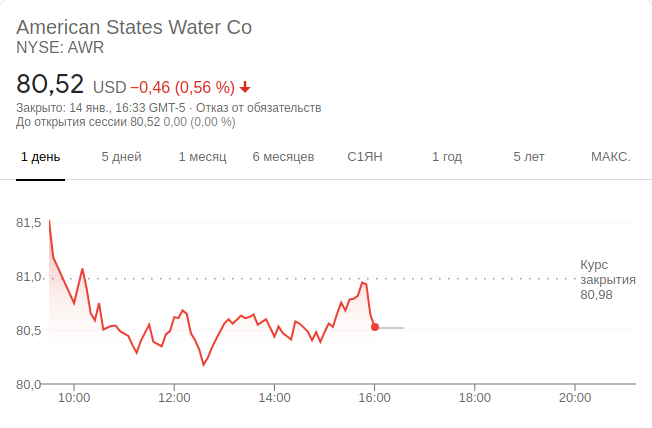 American States Water Co
NYSE: AWR
80,52 USD −0,46 (0,56 %)
Закрыто: 14 янв., 16:33 GMT-5 · Отказ от обязательств
До открытия сессии 80,52 0,00 (0,00 %)
1 день 5 дней 1 месяц 6 месяцев С1ЯН 1 год 5 лет МАКС.
81,5
Курс
81,0 закрытия
80,98
80,5
80,0
10:00 12:00 14:00 16:00 18:00 20:00